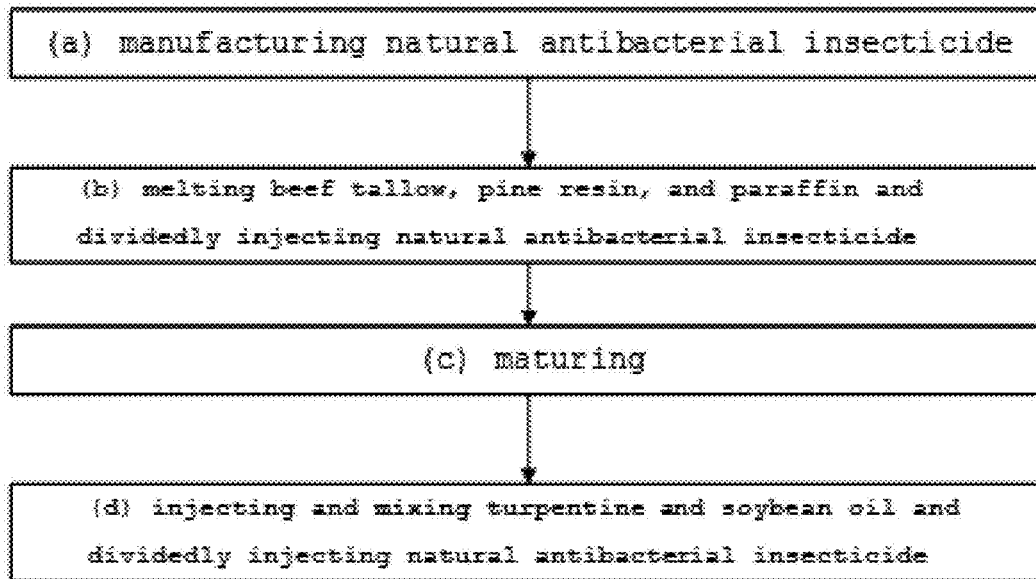 (a) manufacturing natural antibacterial insecticide
(b) melting beef tallow, pine resin, and paraffin and
dividedly injecting natural antibacterial insecticide
(c) maturing
(d) injecting and mixing turpentine and soybean oil and
dividedly injecting natural antibacterial insecticide